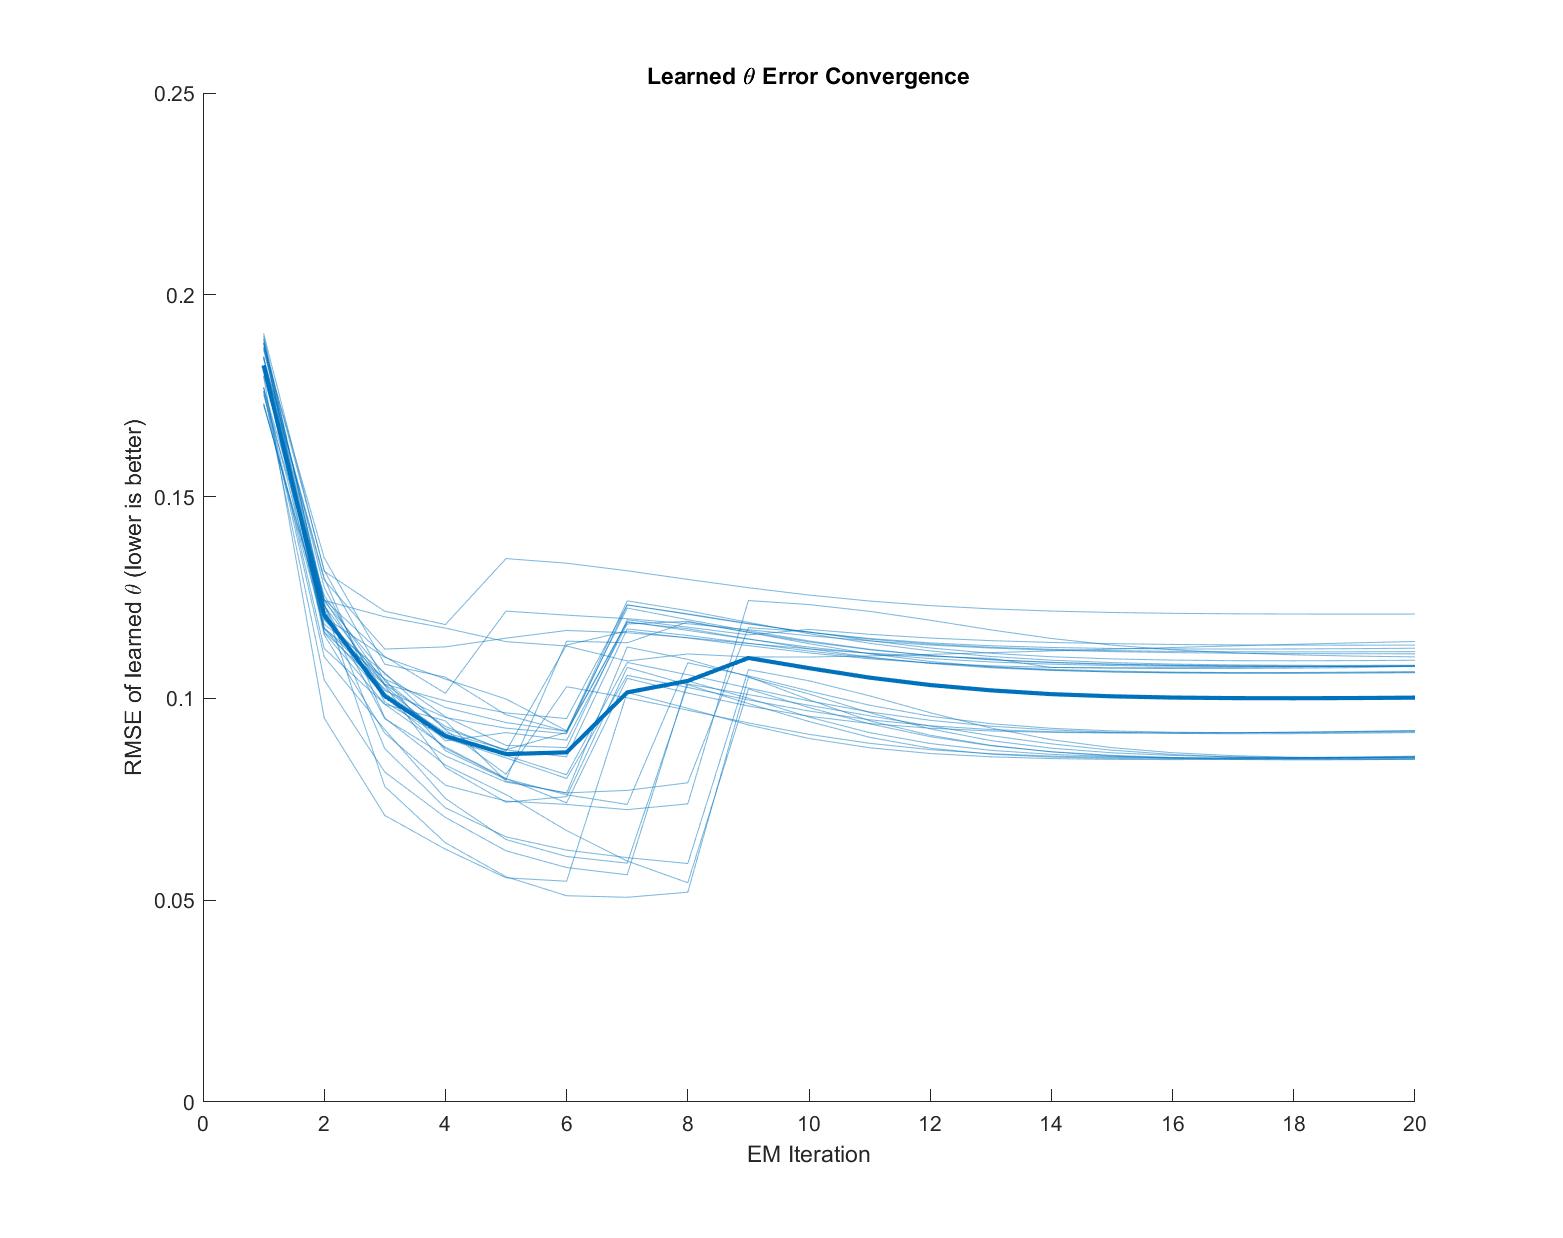 Learned θ Error Convergence
0.25
0.2
0.15
0.1
0.05
0
RMSE of learned θ (lower is better)
0 2 4 6 8 10 12 14 16 18 20
EM Iteration